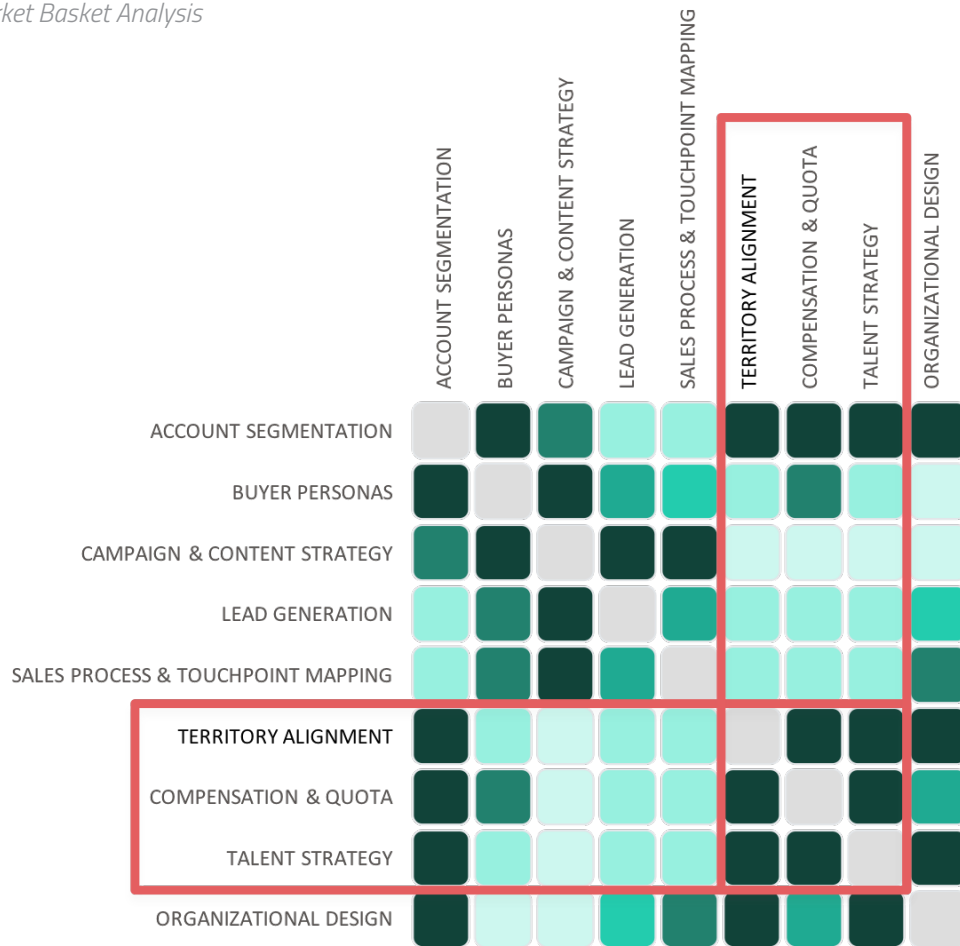 ket Basket Analysis
ACCOUNT SEGMENTATION
BUYER PERSONAS
CAMPAIGN & CONTENT STRATEGY
LEAD GENERATION
SALES PROCESS & TOUCHPOINT MAPPING
TERRITORY ALIGNMENT
COMPENSATION & QUOTA
TALENT STRATEGY
ORGANIZATIONAL DESIGN
ACCOUNT SEGMENTATION
BUYER PERSONAS
CAMPAIGN & CONTENT STRATEGY
LEAD GENERATION
SALES PROCESS & TOUCHPOINT MAPPING
TERRITORY ALIGNMENT
COMPENSATION & QUOTA
TALENT STRATEGY
ORGANIZATIONAL DESIGN